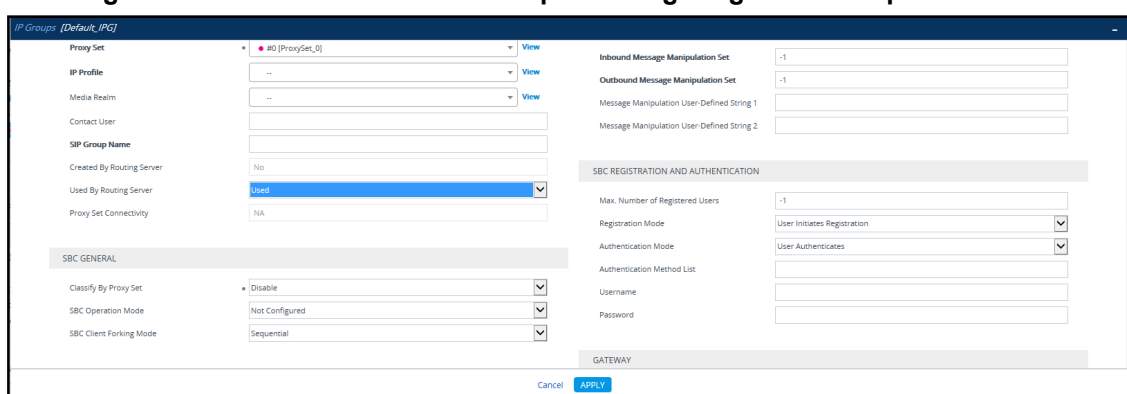 IP Groups [Default_IPG]
Proxy Set
#0 [ProxySet_0]
View
IP Profile
--
View
Media Realm
--
View
Contact User
SIP Group Name
Created By Routing Server
No
Used By Routing Server
Used
Proxy Set Connectivity
NA
SBC GENERAL
Classify By Proxy Set
Disable
SBC Operation Mode
Not Configured
SBC Client Forking Mode
Sequential
Inbound Message Manipulation Set
-1
Outbound Message Manipulation Set
-1
Message Manipulation User-Defined String 1
Message Manipulation User-Defined String 2
SBC REGISTRATION AND AUTHENTICATION
Max. Number of Registered Users
-1
Registration Mode
User Initiates Registration
Authentication Mode
User Authenticates
Authentication Method List
Username
Password
GATEWAY
Cancel
APPLY